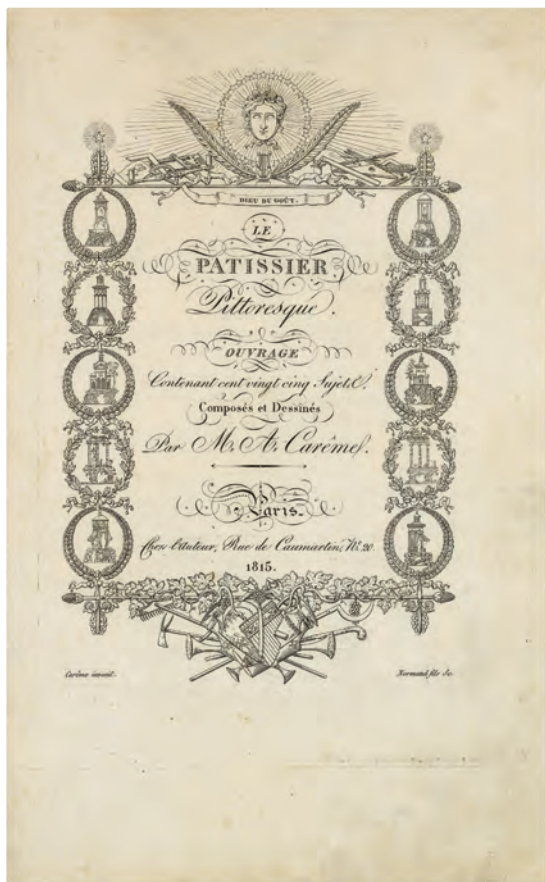 DIEU DU GOÛT.
LE
PATISSIER
Pittoresque.
OUVRAGE
Contenant cent vingt cinq Sujets.
Composés et Dessinés
Par M. A. Carême.
Paris.
Chez l'Auteur, Rue de Caumartin, N.º 20.
1815.
Carême invenit.
Normand fils Sc.